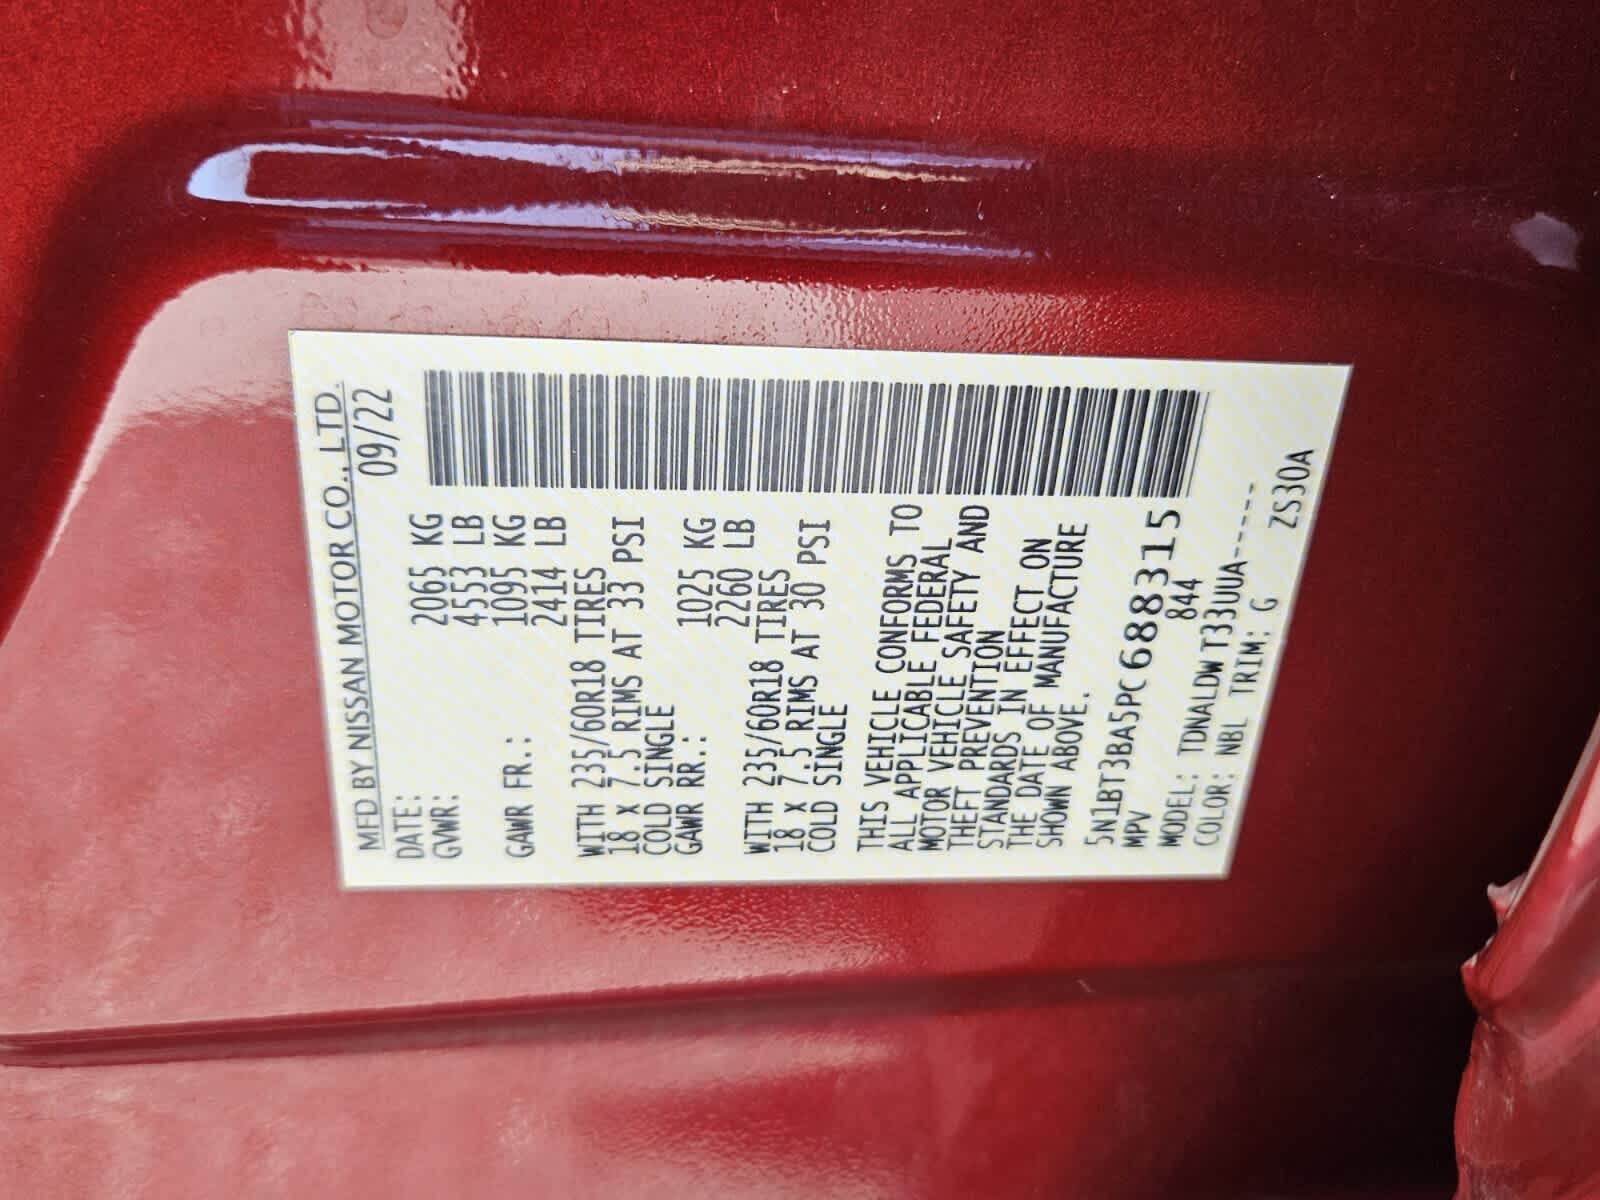 MFD BY NISSAN MOTOR CO., LTD.
DATE: 09/22
GVWR: 2065 KG
4553 LB
GAWR FR.: 1095 KG
2414 LB
WITH 235/60R18 TIRES
18 X 7.5 RIMS AT 33 PSI
COLD SINGLE
GAWR RR.: 1025 KG
2260 LB
WITH 235/60R18 TIRES
18 X 7.5 RIMS AT 30 PSI
COLD SINGLE
THIS VEHICLE CONFORMS TO
ALL APPLICABLE FEDERAL
MOTOR VEHICLE SAFETY AND
THEFT PREVENTION
STANDARDS IN EFFECT ON
THE DATE OF MANUFACTURE
SHOWN ABOVE.
5N1BT3BA5PC688315
MPV 844
MODEL: TDNALDWT33UUA-----
COLOR: NBL TRIM: G ZS30A